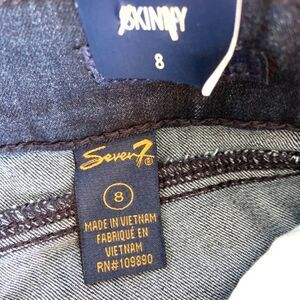 SKINNY
8
Seven7®
8
MADE IN VIETNAM
FABRIQUÉ EN
VIETNAM
RN#109890